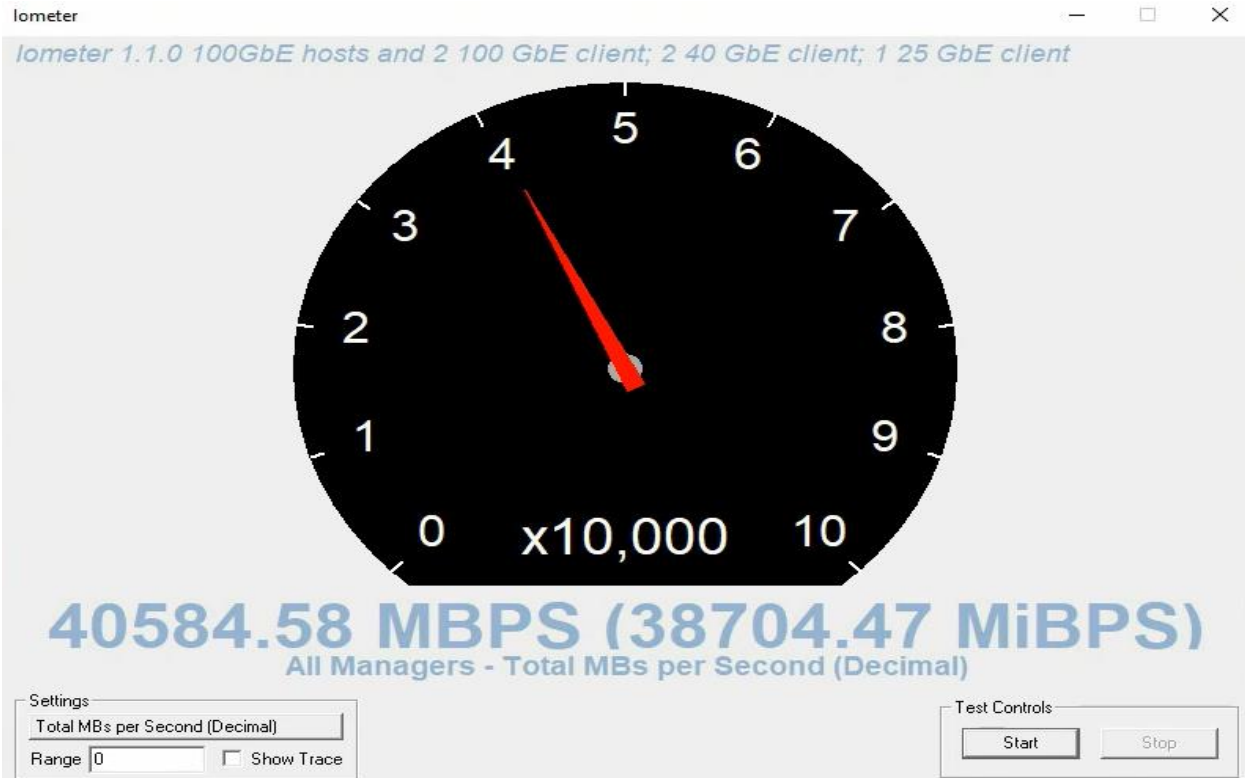 Iometer
Iometer 1.1.0 100GbE hosts and 2 100 GbE client; 2 40 GbE client; 1 25 GbE client
5
4
6
3
7
2
8
1
9
0 x10,000 10
40584.58 MBPS (38704.47 MiBPS)
All Managers - Total MBs per Second (Decimal)
Settings
Total MBs per Second (Decimal)
Range 0 Show Trace
Test Controls
Start Stop